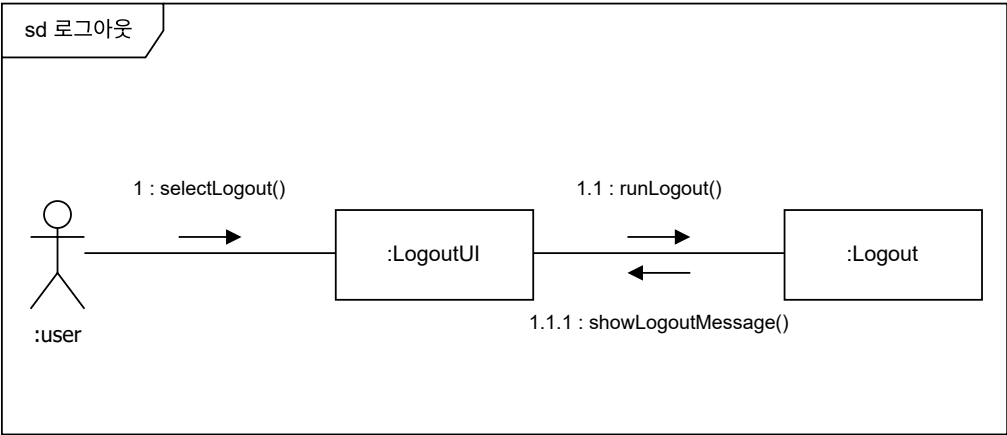 sd 로그아웃
1 : selectLogout()
1.1 : runLogout()
:LogoutUI
:Logout
1.1.1 : showLogoutMessage()
:user